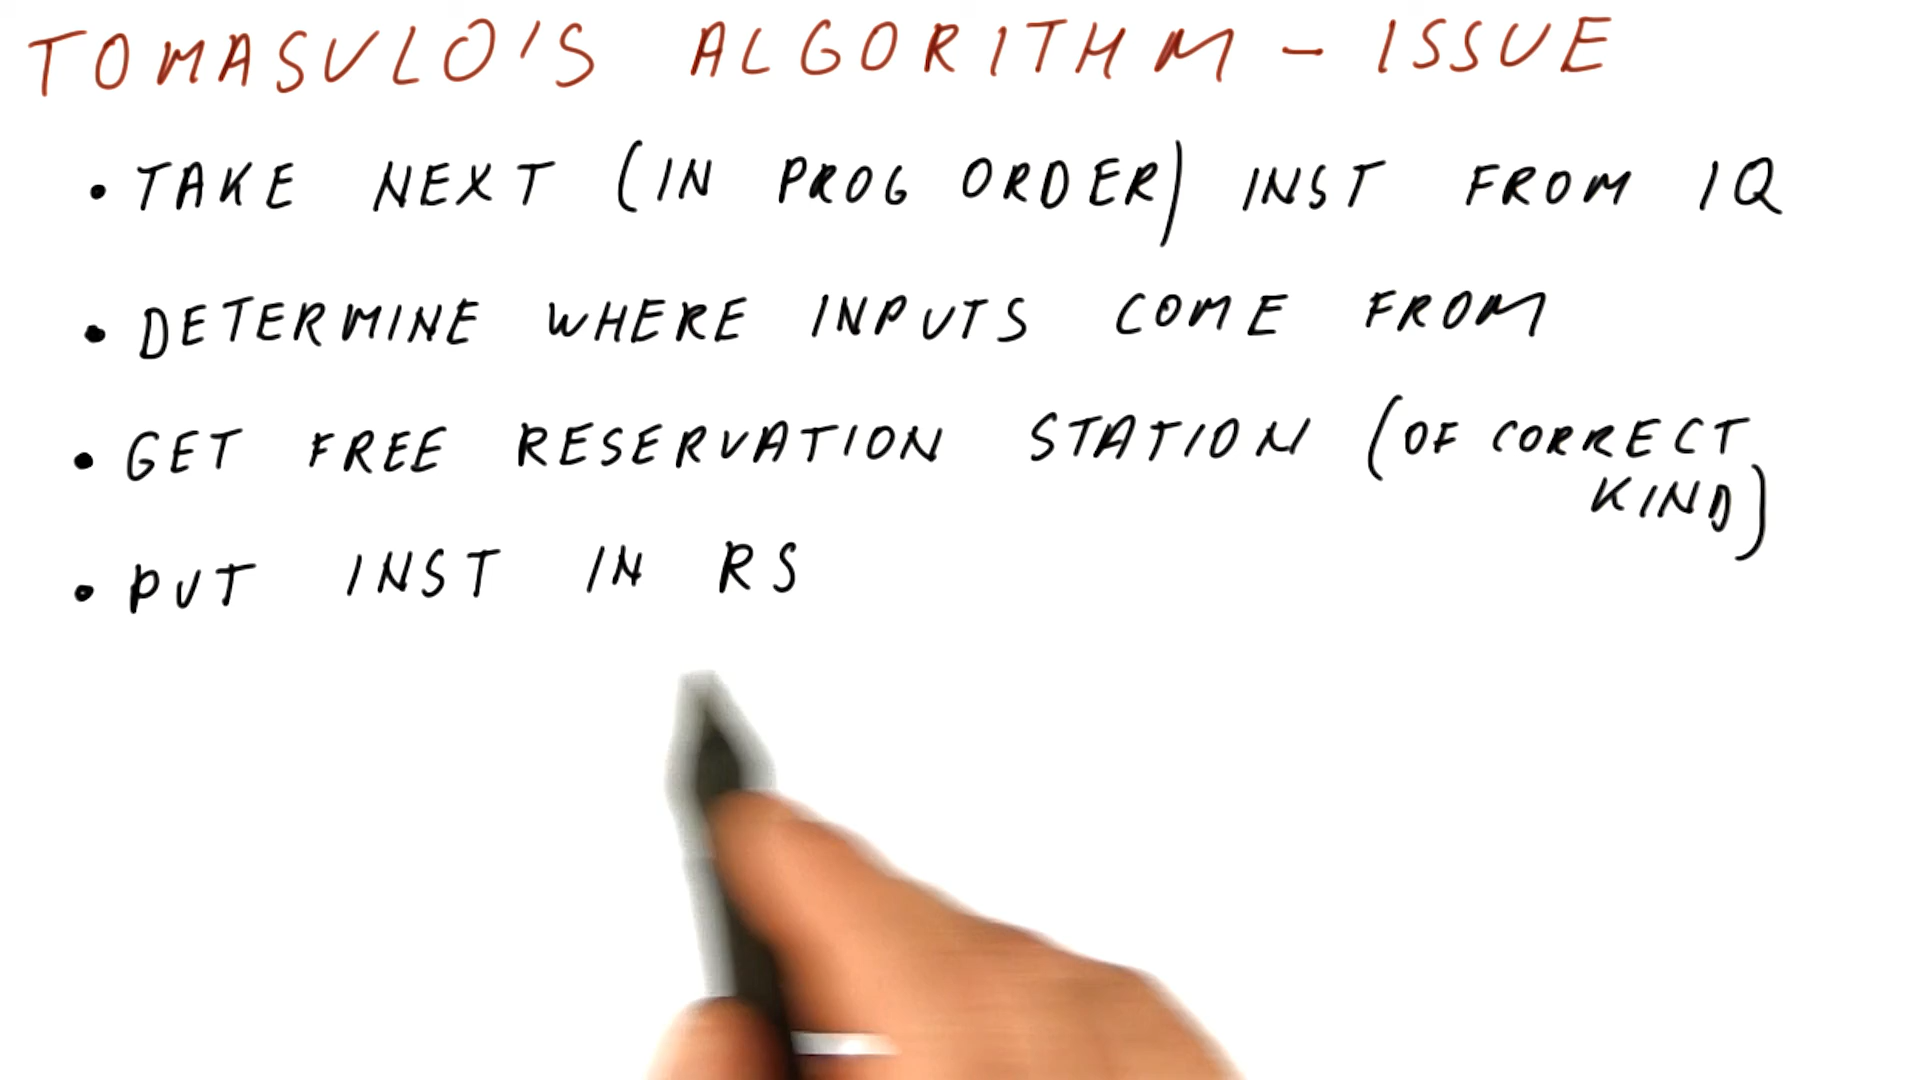 TOMASULO'S ALGORITHM - ISSUE
• TAKE NEXT (IN PROG ORDER) INST FROM IQ
• DETERMINE WHERE INPUTS COME FROM
• GET FREE RESERVATION STATION (OF CORRECT
KIND)
• PUT INST IN RS